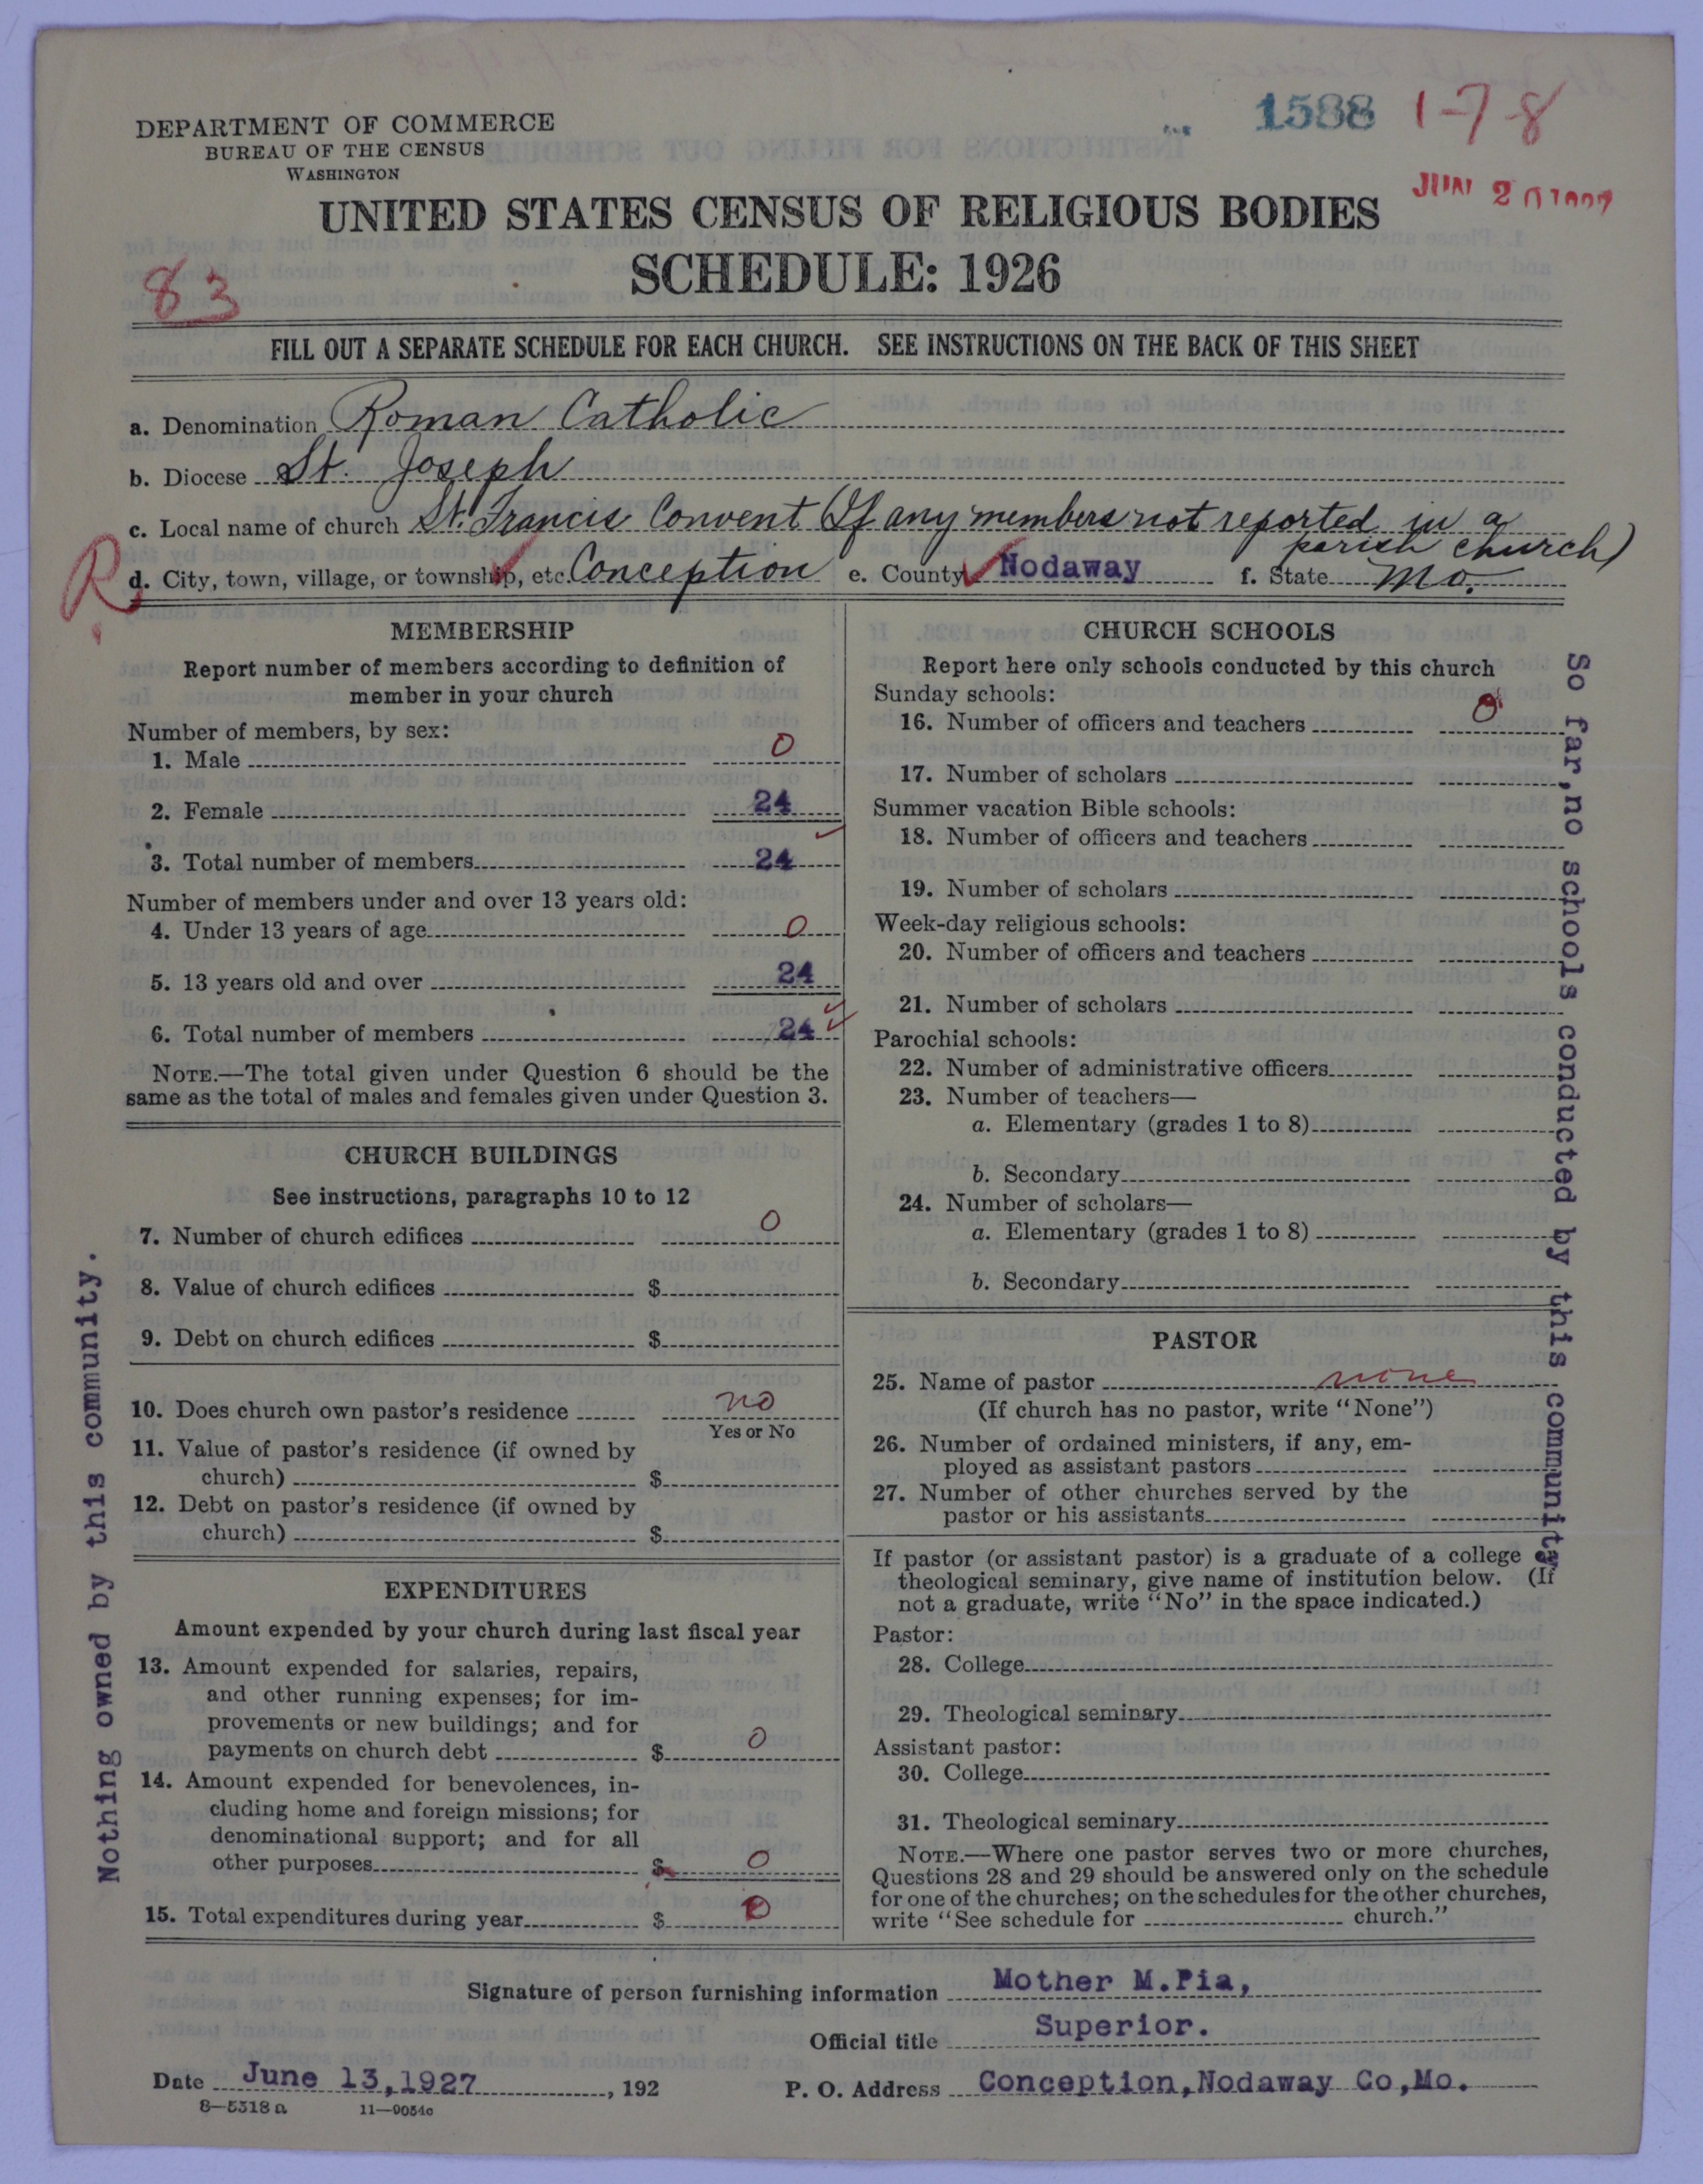 DEPARTMENT OF COMMERCE
BUREAU OF THE CENSUS
WASHINGTON
1588 1-7-8
JUN 20 1927
UNITED STATES CENSUS OF RELIGIOUS BODIES
SCHEDULE: 1926
83
FILL OUT A SEPARATE SCHEDULE FOR EACH CHURCH. SEE INSTRUCTIONS ON THE BACK OF THIS SHEET
a. Denomination Roman Catholic
b. Diocese St. Joseph
c. Local name of church St. Francis Convent (If any members not reported in a
parish church)
R d. City, town, village, or township, etc. Conception e. County Nodaway f. State Mo.
MEMBERSHIP
Report number of members according to definition of
member in your church
Number of members, by sex:
1. Male 0
2. Female 24
3. Total number of members 24
Number of members under and over 13 years old:
4. Under 13 years of age 0
5. 13 years old and over 24
6. Total number of members 24
NOTE.—The total given under Question 6 should be the
same as the total of males and females given under Question 3.
CHURCH BUILDINGS
See instructions, paragraphs 10 to 12
7. Number of church edifices 0
8. Value of church edifices $
9. Debt on church edifices $
10. Does church own pastor's residence no
Yes or No
11. Value of pastor's residence (if owned by
church) $
12. Debt on pastor's residence (if owned by
church) $
EXPENDITURES
Amount expended by your church during last fiscal year
13. Amount expended for salaries, repairs,
and other running expenses; for im-
provements or new buildings; and for
payments on church debt $ 0
14. Amount expended for benevolences, in-
cluding home and foreign missions; for
denominational support; and for all
other purposes $ 0
15. Total expenditures during year $ 0
Nothing owned by this community.
CHURCH SCHOOLS
Report here only schools conducted by this church
Sunday schools:
16. Number of officers and teachers 0
17. Number of scholars
Summer vacation Bible schools:
18. Number of officers and teachers
19. Number of scholars
Week-day religious schools:
20. Number of officers and teachers
21. Number of scholars
Parochial schools:
22. Number of administrative officers
23. Number of teachers—
a. Elementary (grades 1 to 8)
b. Secondary
24. Number of scholars—
a. Elementary (grades 1 to 8)
b. Secondary
PASTOR
25. Name of pastor none
(If church has no pastor, write "None")
26. Number of ordained ministers, if any, em-
ployed as assistant pastors
27. Number of other churches served by the
pastor or his assistants
If pastor (or assistant pastor) is a graduate of a college or
theological seminary, give name of institution below. (If
not a graduate, write "No" in the space indicated.)
Pastor:
28. College
29. Theological seminary
Assistant pastor:
30. College
31. Theological seminary
NOTE.—Where one pastor serves two or more churches,
Questions 28 and 29 should be answered only on the schedule
for one of the churches; on the schedules for the other churches,
write "See schedule for church."
So far, no schools conducted by this community
Signature of person furnishing information Mother M.Pia,
Official title Superior.
Date June 13,1927, 192 P. O. Address Conception,Nodaway Co,Mo.
8—5318 a 11—9054c